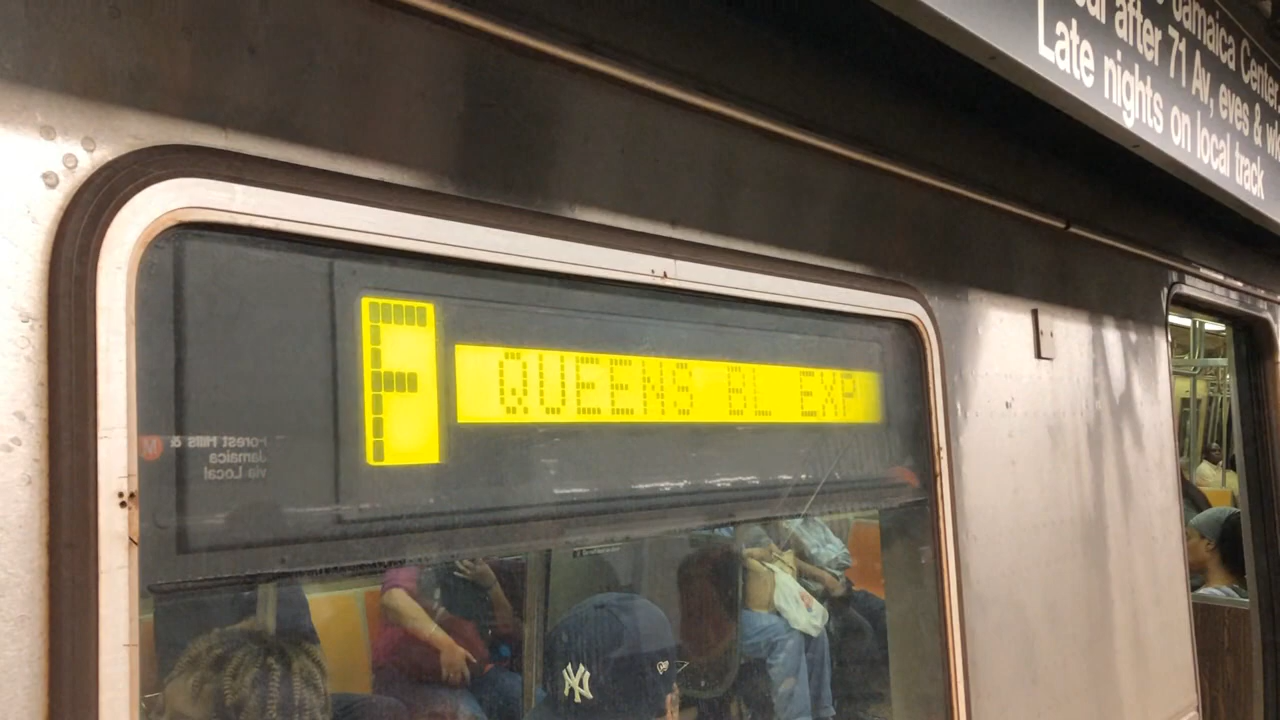 Jamaica Center,
after 71 Av, eves &
Late nights on local track
F QUEENS BL EXP
M Forest Hills &
Jamaica
via Local
NY